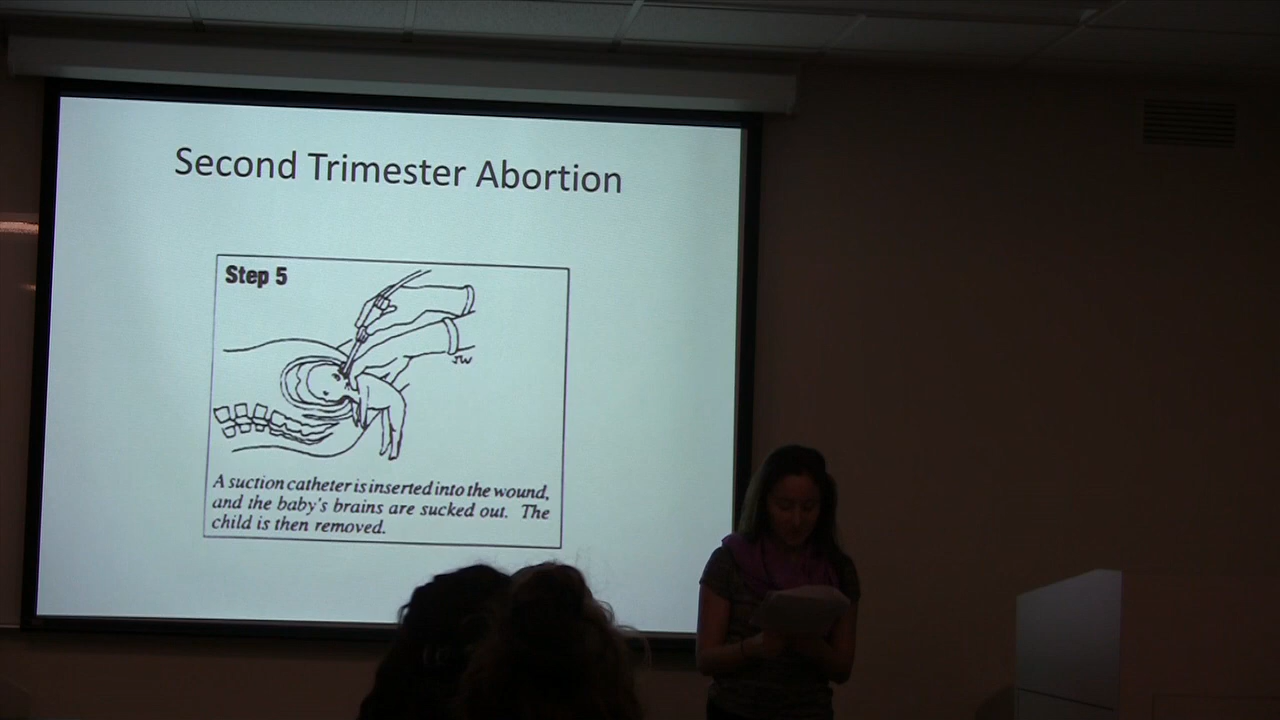 Second Trimester Abortion
Step 5
JW
A suction catheter is inserted into the wound,
and the baby's brains are sucked out. The
child is then removed.